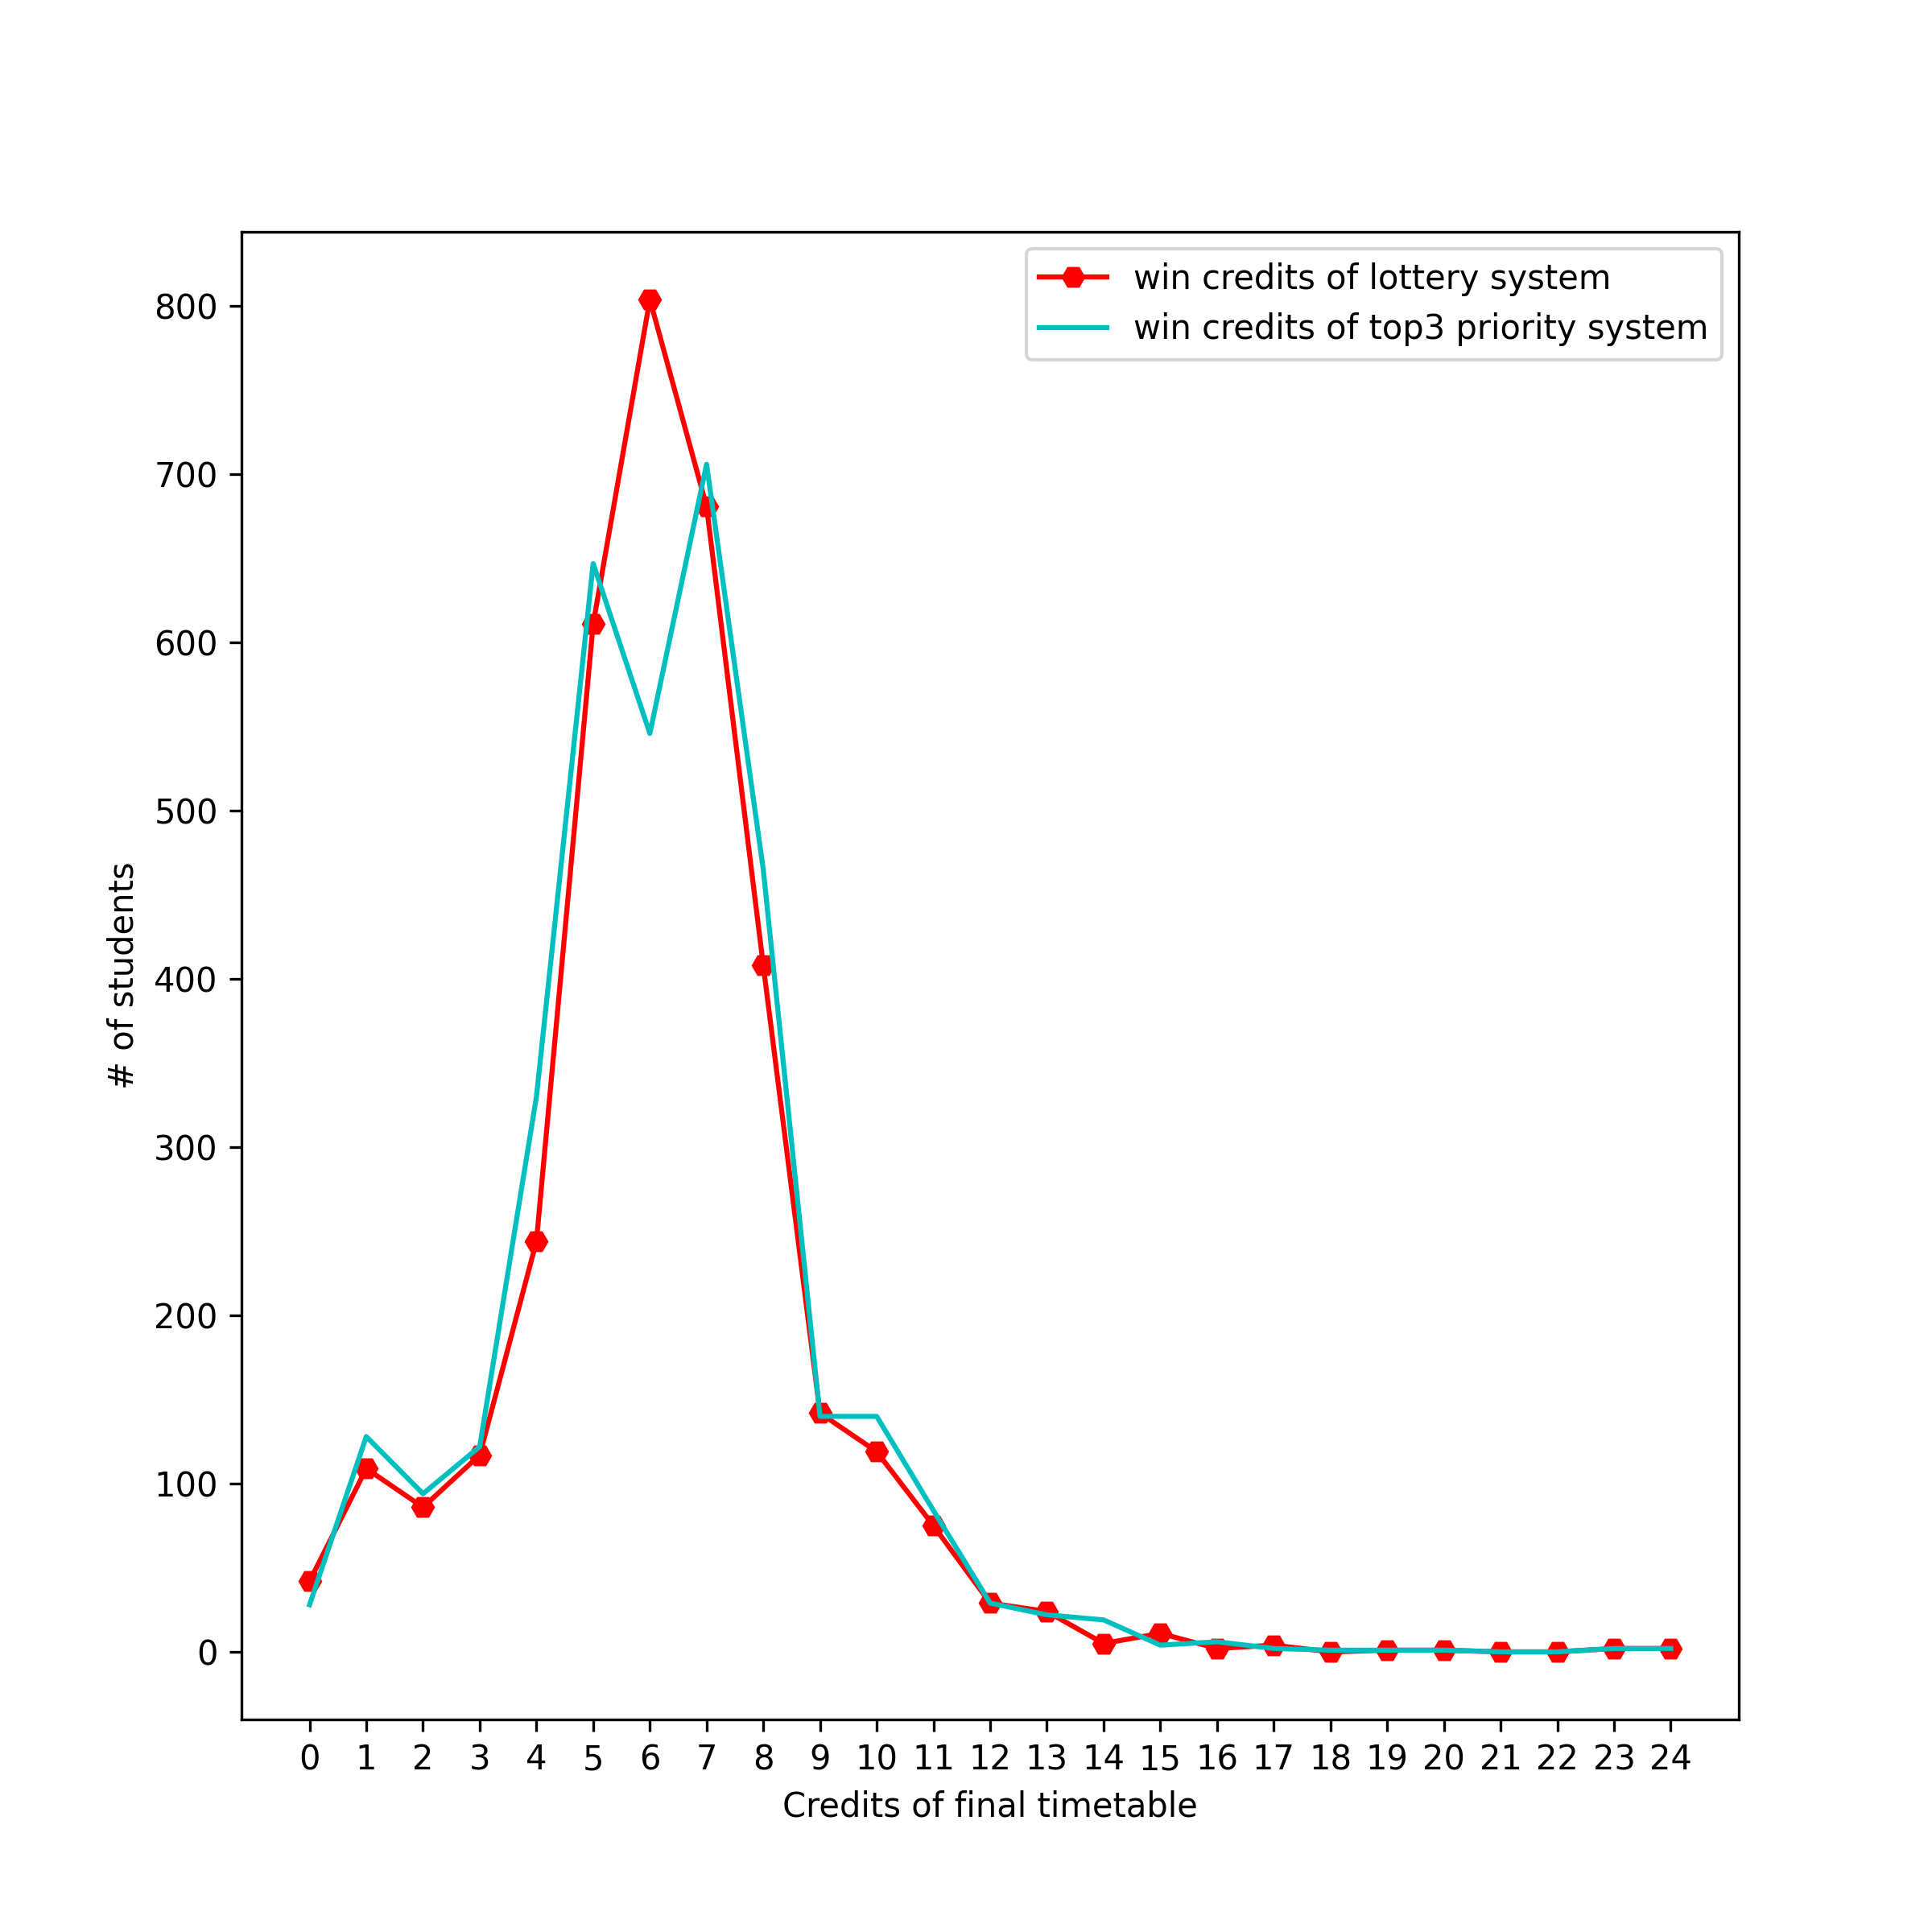 win credits of lottery system
win credits of top3 priority system
800
700
600
500
400
300
200
100
0
# of students
0 1 2 3 4 5 6 7 8 9 10 11 12 13 14 15 16 17 18 19 20 21 22 23 24
Credits of final timetable